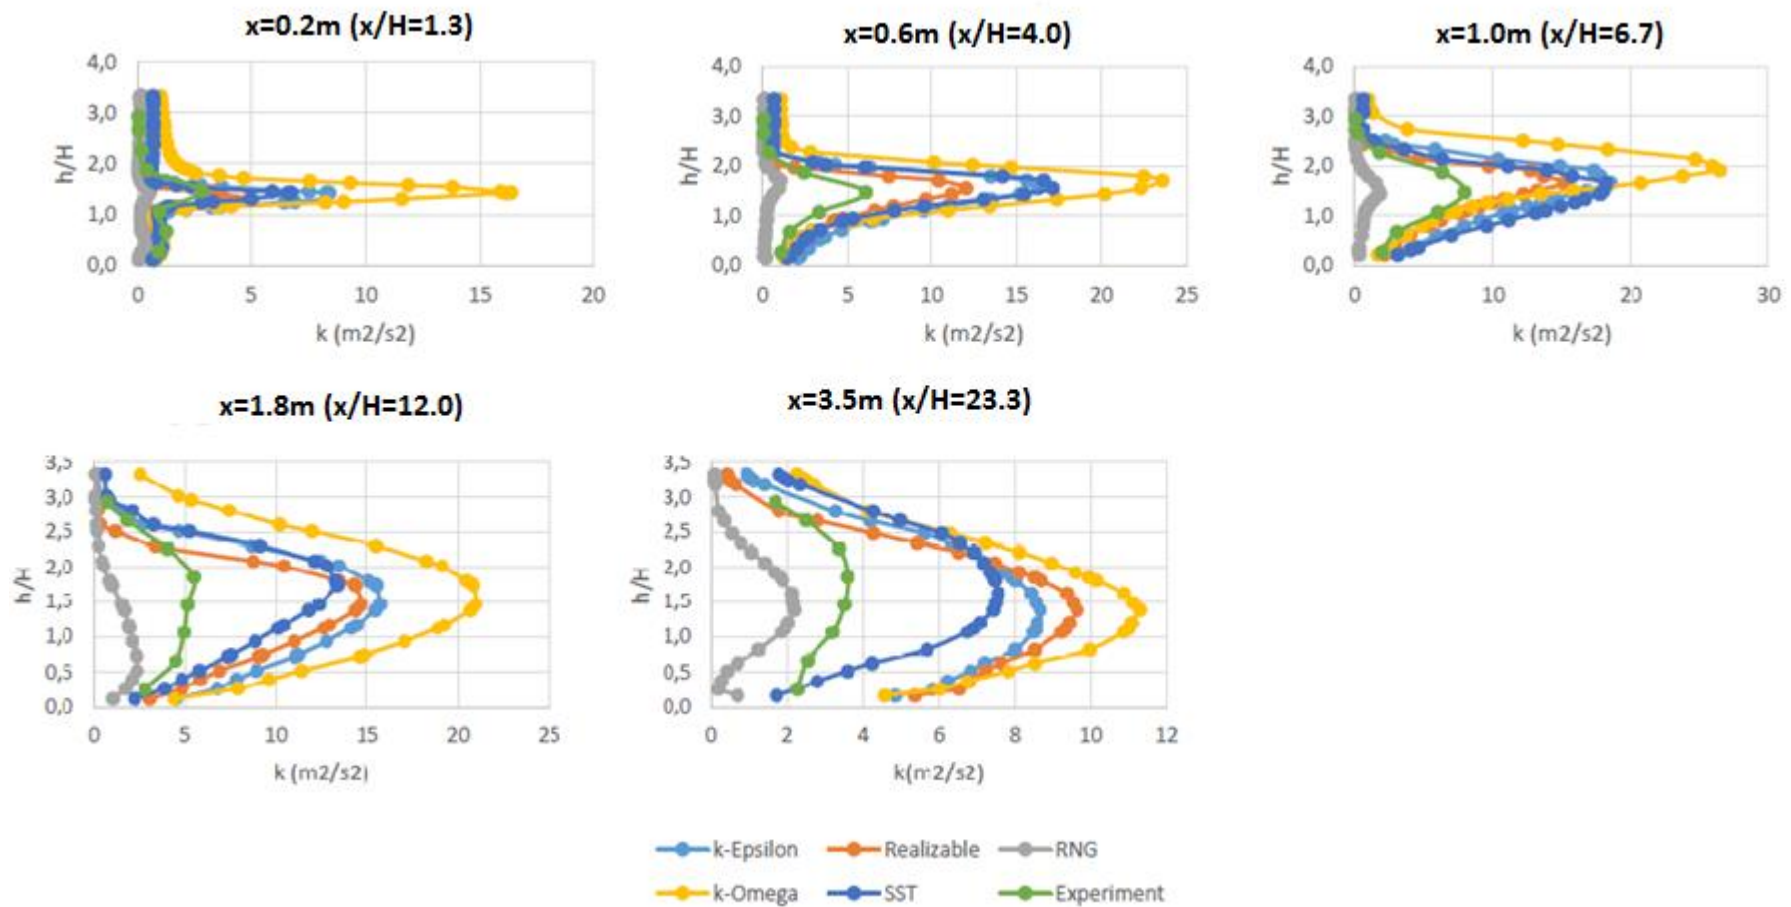 x=0.2m (x/H=1.3)
x=0.6m (x/H=4.0)
x=1.0m (x/H=6.7)
4,0
3,0
2,0
1,0
0,0
h/H
0
5
10
15
20
k (m2/s2)
4,0
3,0
2,0
1,0
0,0
h/H
0
5
10
15
20
25
k (m2/s2)
4,0
3,0
2,0
1,0
0,0
h/H
0
10
20
30
k (m2/s2)
x=1.8m (x/H=12.0)
x=3.5m (x/H=23.3)
3,5
3,0
2,5
2,0
1,5
1,0
0,5
0,0
h/H
0
5
10
15
20
25
k (m2/s2)
3,5
3,0
2,5
2,0
1,5
1,0
0,5
0,0
h/H
0
2
4
6
8
10
12
k(m2/s2)
k-Epsilon
Realizable
RNG
k-Omega
SST
Experiment